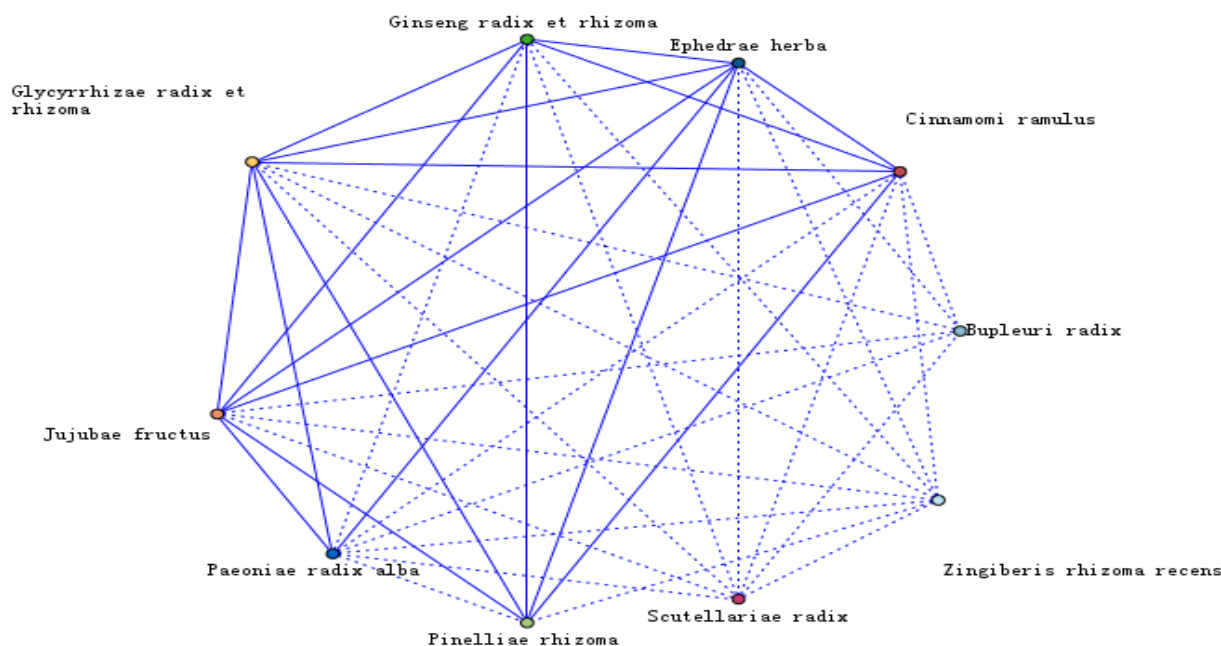 Ginseng radix et rhizoma
Ephedrae herba
Glycyrrhizae radix et
rhizoma
Cinnamomi ramulus
Bupleuri radix
Jujubae fructus
Paeoniae radix alba
Zingiberis rhizoma recens
Scutellariae radix
Pinelliae rhizoma